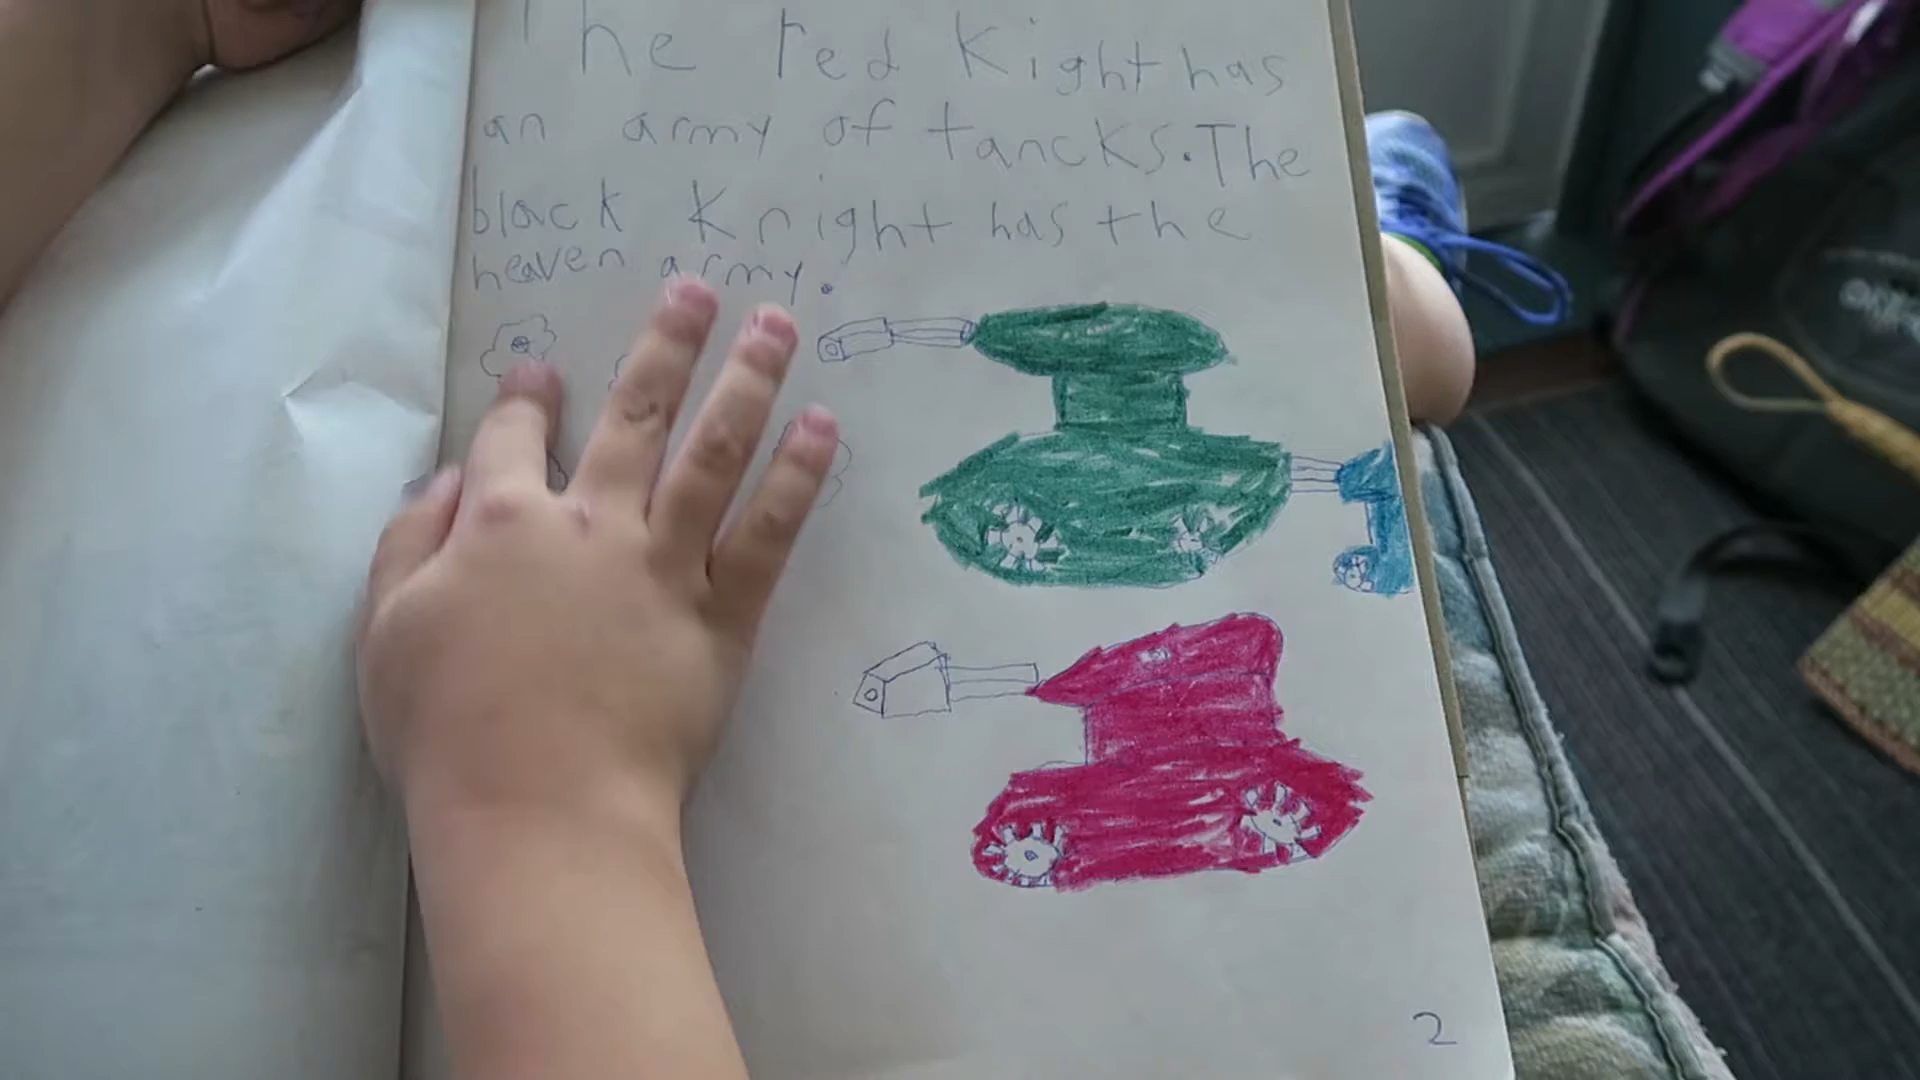 The red Kight has
an army of tancks. The
black Knight has the
heaven army.
2